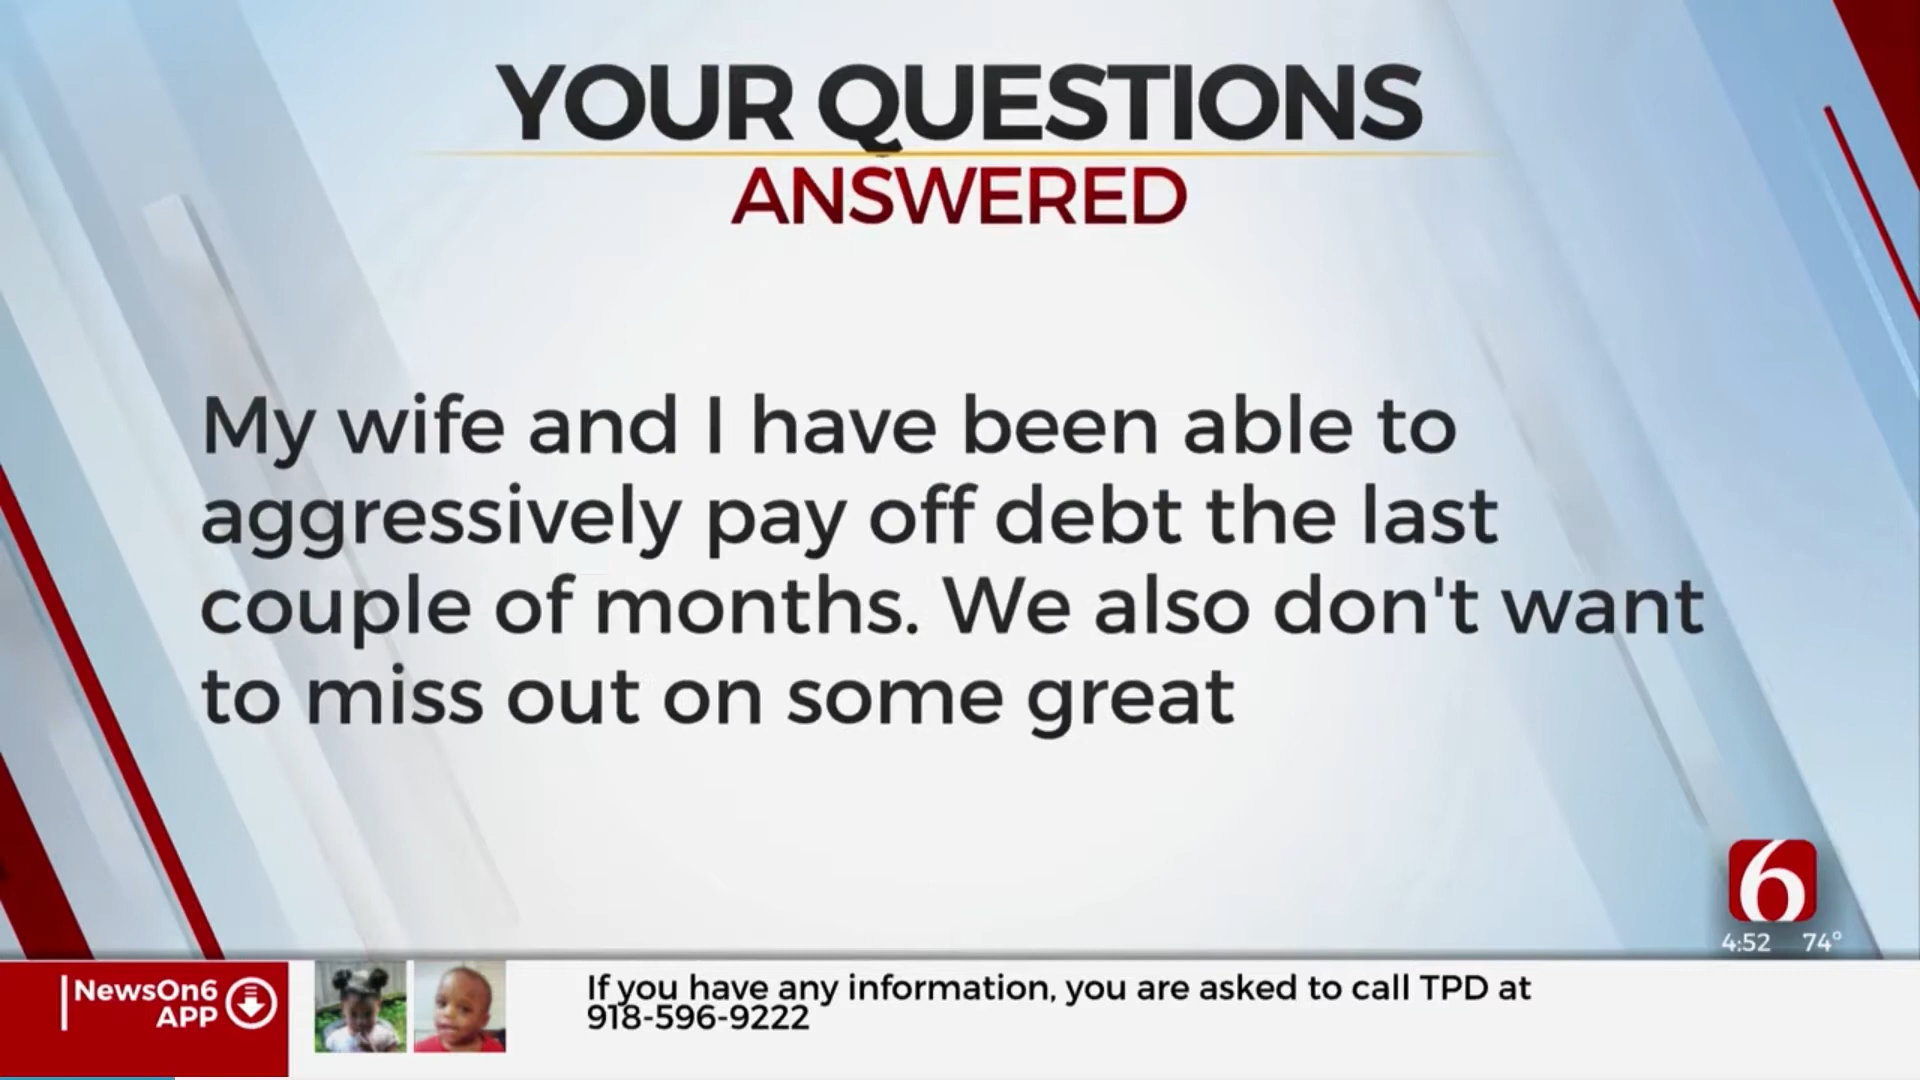 YOUR QUESTIONS
ANSWERED
My wife and I have been able to
aggressively pay off debt the last
couple of months. We also don't want
to miss out on some great
6
4:52 74°
NewsOn6
APP
If you have any information, you are asked to call TPD at
918-596-9222